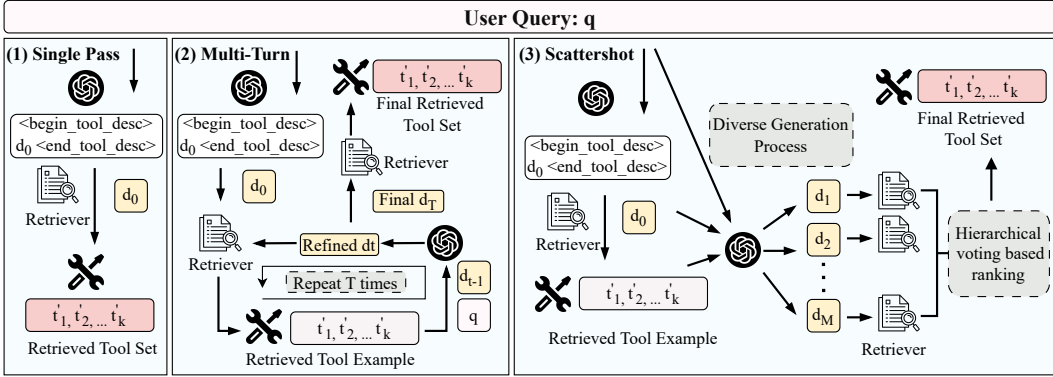 User Query: q
(1) Single Pass
<begin_tool_desc>
d0 <end_tool_desc>
d0
Retriever
t'1, t'2, ... t'k
Retrieved Tool Set
(2) Multi-Turn
<begin_tool_desc>
d0 <end_tool_desc>
d0
Retriever
t'1, t'2, ... t'k
Final Retrieved
Tool Set
Retriever
Final dT
Refined dt
Repeat T times
dt-1
q
t'1, t'2, ... t'k
Retrieved Tool Example
(3) Scattershot
<begin_tool_desc>
d0 <end_tool_desc>
d0
Retriever
t'1, t'2, ... t'k
Retrieved Tool Example
Diverse Generation
Process
d1
d2
dM
Retriever
Hierarchical
voting based
ranking
t'1, t'2, ... t'k
Final Retrieved
Tool Set